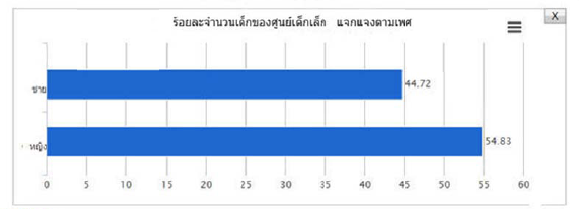 ร้อยละจำนวนเด็กของศูนย์เด็กเล็ก แจกแจงตามเพศ
X
ชาย
44.72
หญิง
54.83
0 5 10 15 20 25 30 35 40 45 50 55 60